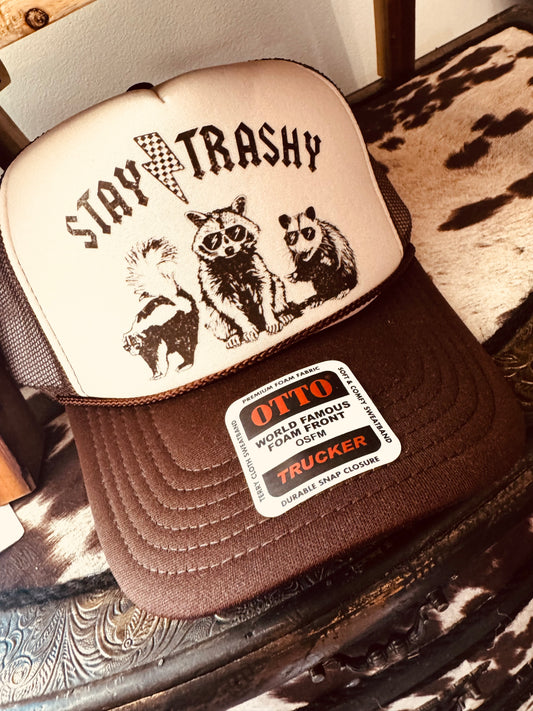 STAY TRASHY
PREMIUM FOAM FABRIC
SOFT & COMFY SWEATBAND
OTTO
WORLD FAMOUS
FOAM FRONT
OSFM
TRUCKER
TERRY CLOTH SWEATBAND
DURABLE SNAP CLOSURE